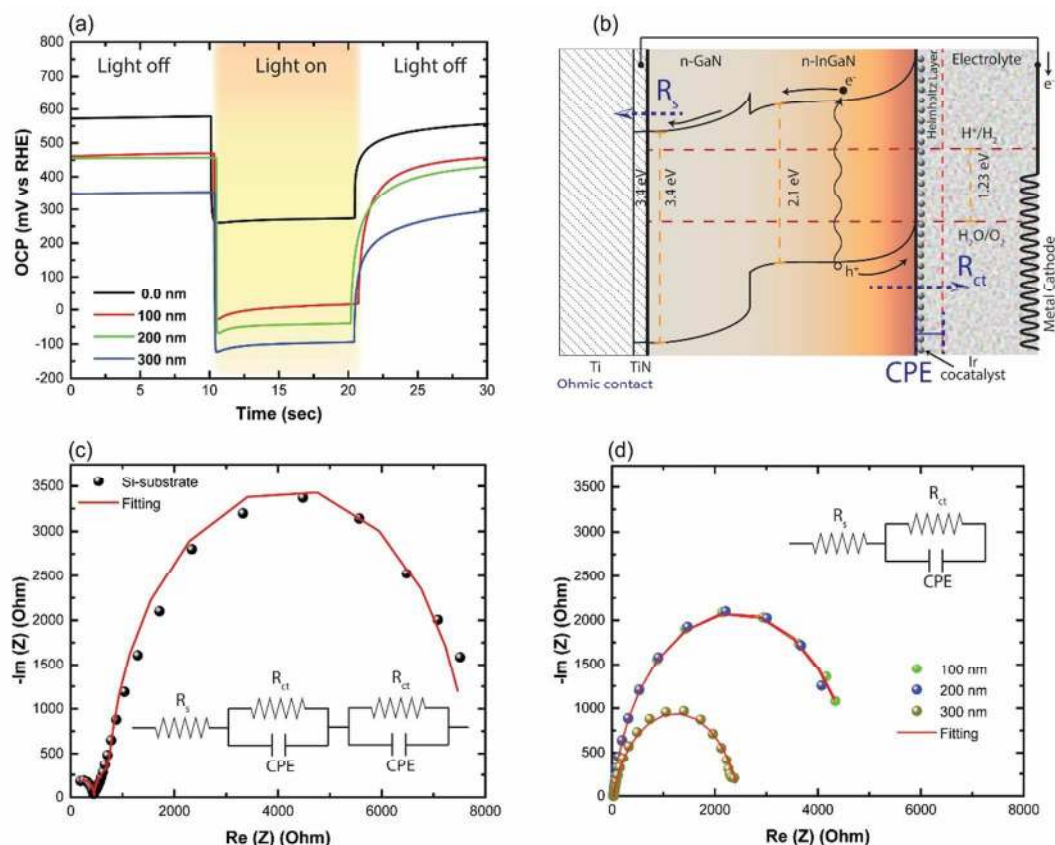 (a)
800
700
600
500
400
300
200
100
0
-100
-200
OCP (mV vs RHE)
Light off
Light on
Light off
0.0 nm
100 nm
200 nm
300 nm
0
5
10
15
20
25
30
Time (sec)
(b)
n-GaN
n-InGaN
Electrolyte
e-
e-
Rs
Helmholtz Layer
H+/H2
3.4 eV
3.4 eV
2.1 eV
1.23 eV
H2O/O2
h+
Rct
Metal Cathode
CPE
Ti
TiN
Ir
cocatalyst
Ohmic contact
(c)
3500
3000
2500
2000
1500
1000
500
0
-Im (Z) (Ohm)
Si-substrate
Fitting
Rs
Rct
Rct
CPE
CPE
0
2000
4000
6000
8000
Re (Z) (Ohm)
(d)
3500
3000
2500
2000
1500
1000
500
0
-Im (Z) (Ohm)
Rs
Rct
CPE
100 nm
200 nm
300 nm
Fitting
0
2000
4000
6000
8000
Re (Z) (Ohm)